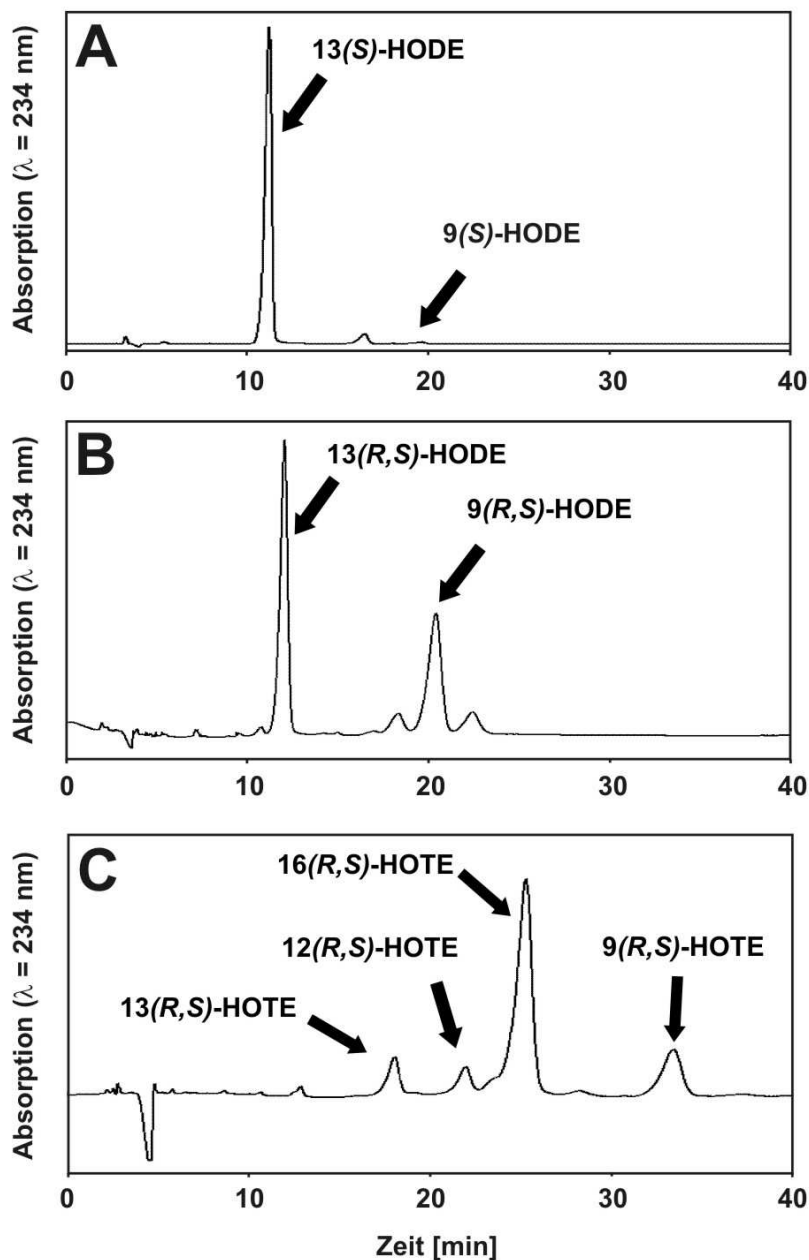 A
13(S)-HODE
9(S)-HODE
Absorption (λ = 234 nm)
0 10 20 30 40
B
13(R,S)-HODE
9(R,S)-HODE
Absorption (λ = 234 nm)
0 10 20 30 40
C
16(R,S)-HOTE
12(R,S)-HOTE
9(R,S)-HOTE
13(R,S)-HOTE
Absorption (λ = 234 nm)
0 10 20 30 40
Zeit [min]